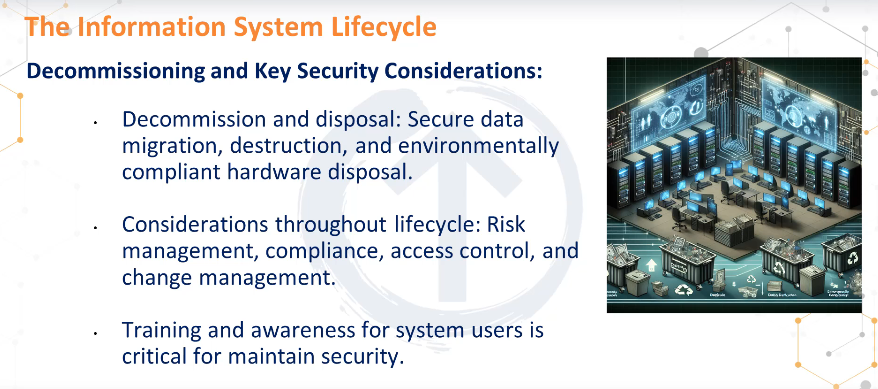 The Information System Lifecycle
Decommissioning and Key Security Considerations:
• Decommission and disposal: Secure data
migration, destruction, and environmentally
compliant hardware disposal.
• Considerations throughout lifecycle: Risk
management, compliance, access control, and
change management.
• Training and awareness for system users is
critical for maintain security.